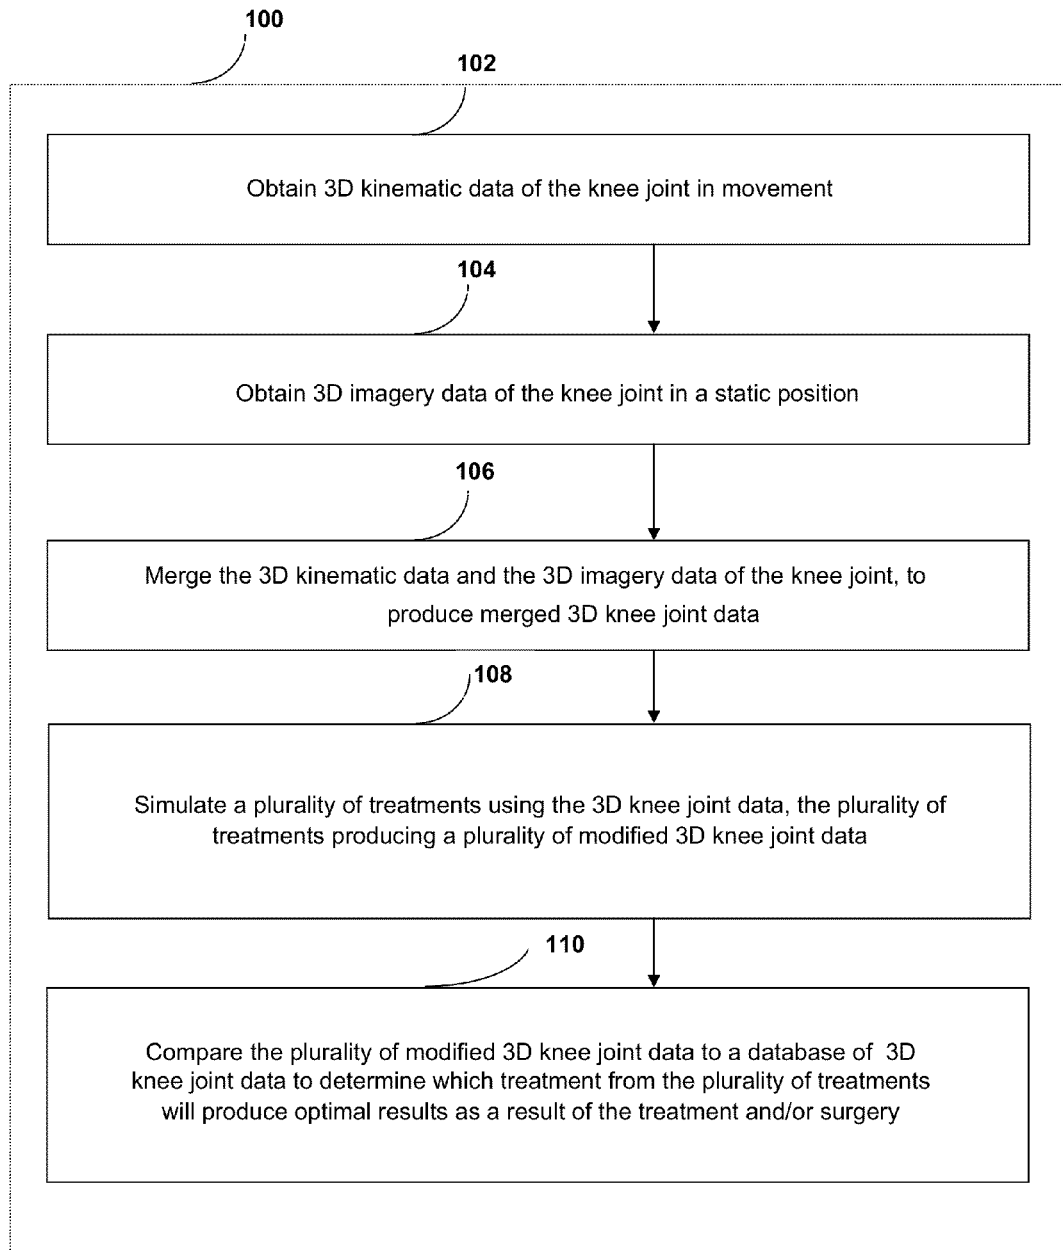 100
102
Obtain 3D kinematic data of the knee joint in movement
104
Obtain 3D imagery data of the knee joint in a static position
106
Merge the 3D kinematic data and the 3D imagery data of the knee joint, to
produce merged 3D knee joint data
108
Simulate a plurality of treatments using the 3D knee joint data, the plurality of
treatments producing a plurality of modified 3D knee joint data
110
Compare the plurality of modified 3D knee joint data to a database of 3D
knee joint data to determine which treatment from the plurality of treatments
will produce optimal results as a result of the treatment and/or surgery